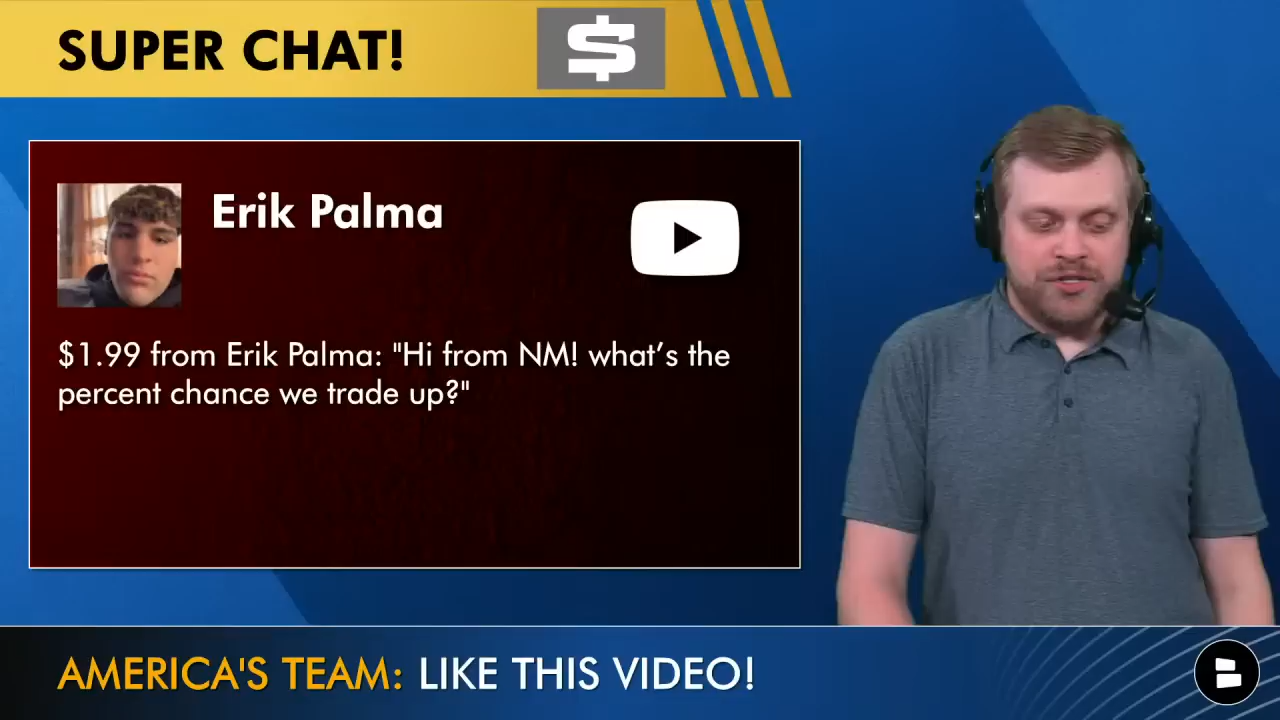 SUPER CHAT!
$
Erik Palma
$1.99 from Erik Palma: "Hi from NM! what’s the
percent chance we trade up?"
AMERICA'S TEAM: LIKE THIS VIDEO!